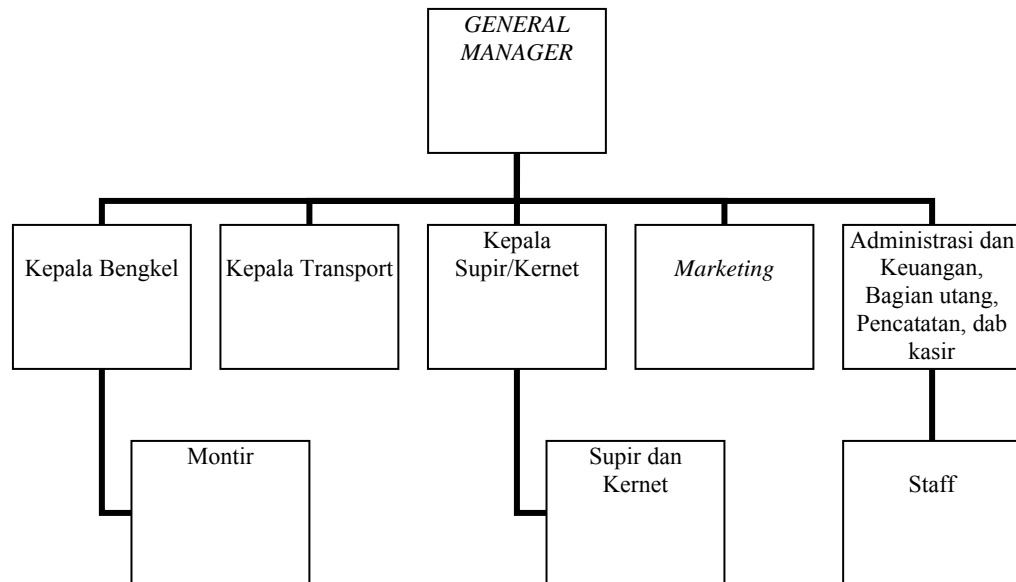 GENERAL
MANAGER
Kepala Bengkel
Kepala Transport
Kepala
Supir/Kernet
Marketing
Administrasi dan
Keuangan,
Bagian utang,
Pencatatan, dab
kasir
Montir
Supir dan
Kernet
Staff